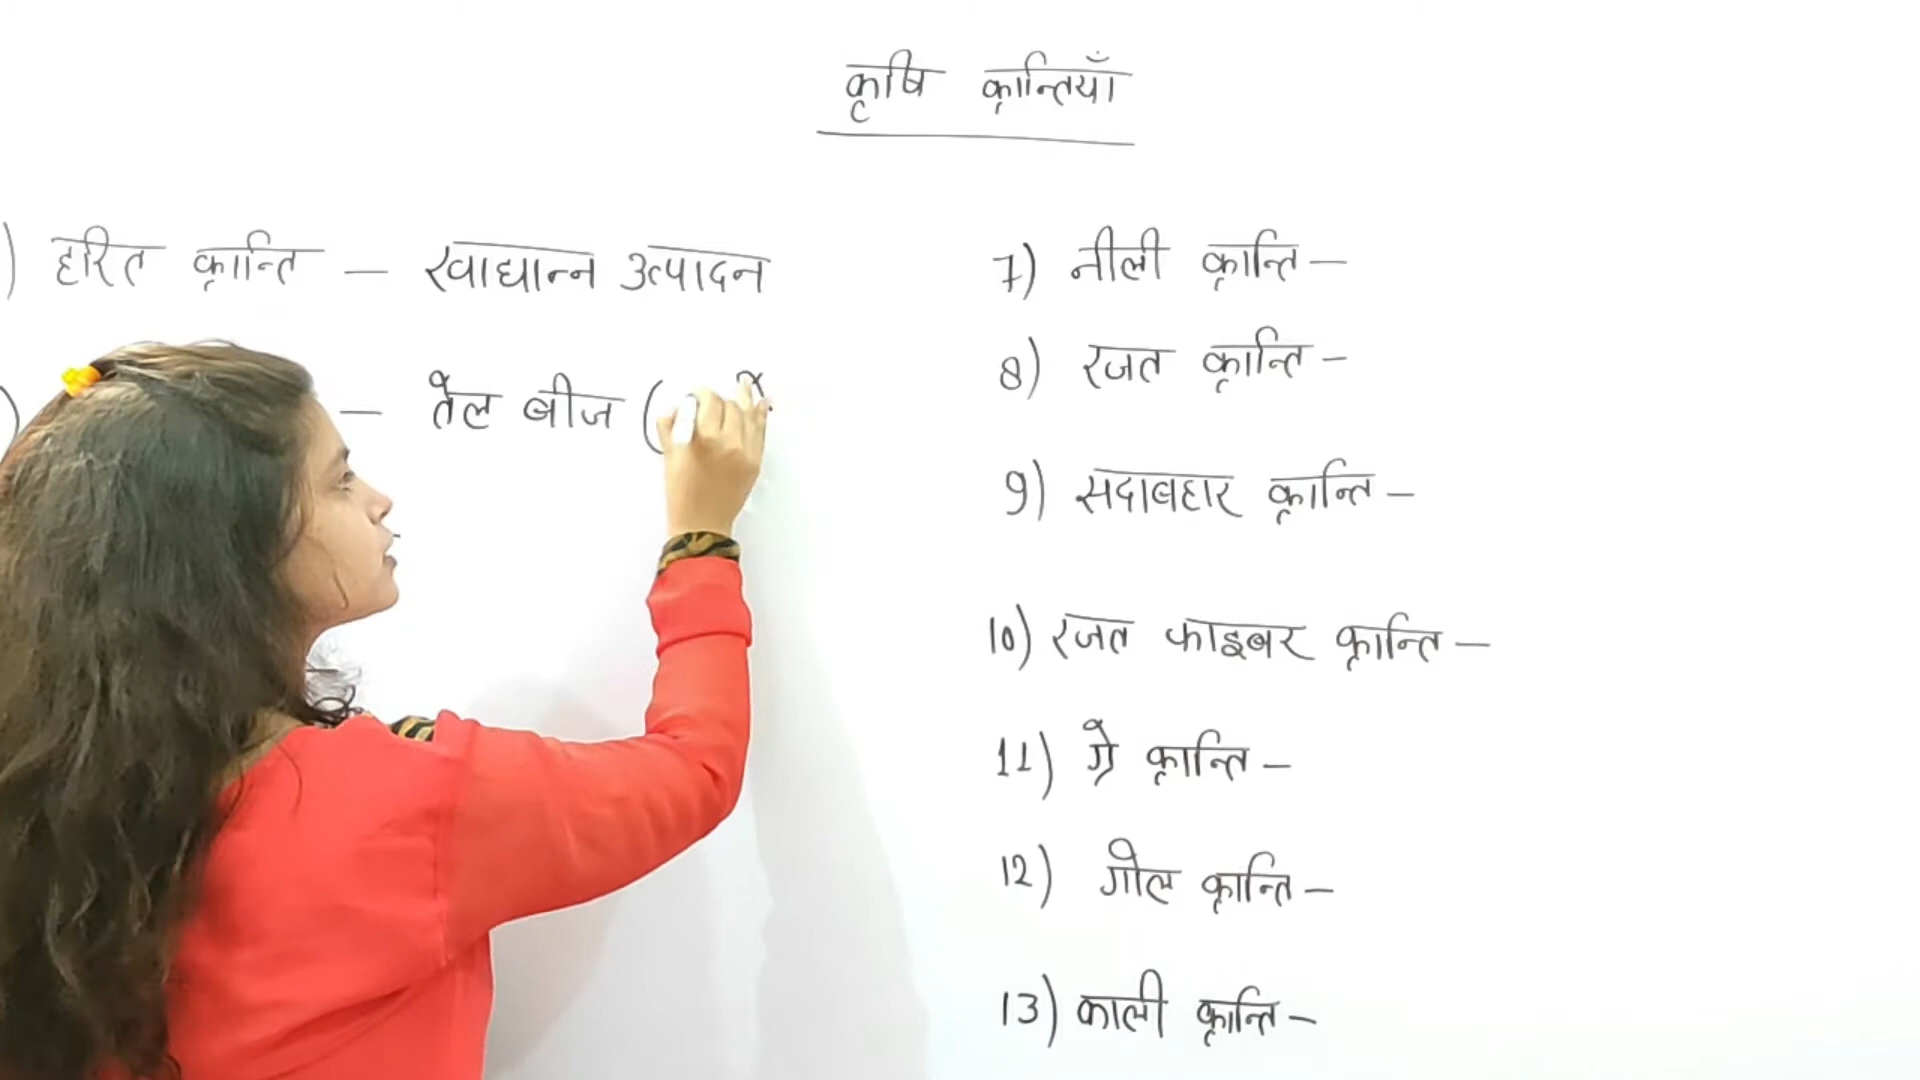 कृषि क्रान्तियाँ
) हरित क्रान्ति – खाद्यान्न उत्पादन
) – तेल बीज (
7) नीली क्रान्ति –
8) रजत क्रान्ति –
9) सदाबहार क्रान्ति –
10) रजत फाइबर क्रान्ति –
11) ग्रे क्रान्ति –
12) गोल क्रान्ति –
13) काली क्रान्ति –